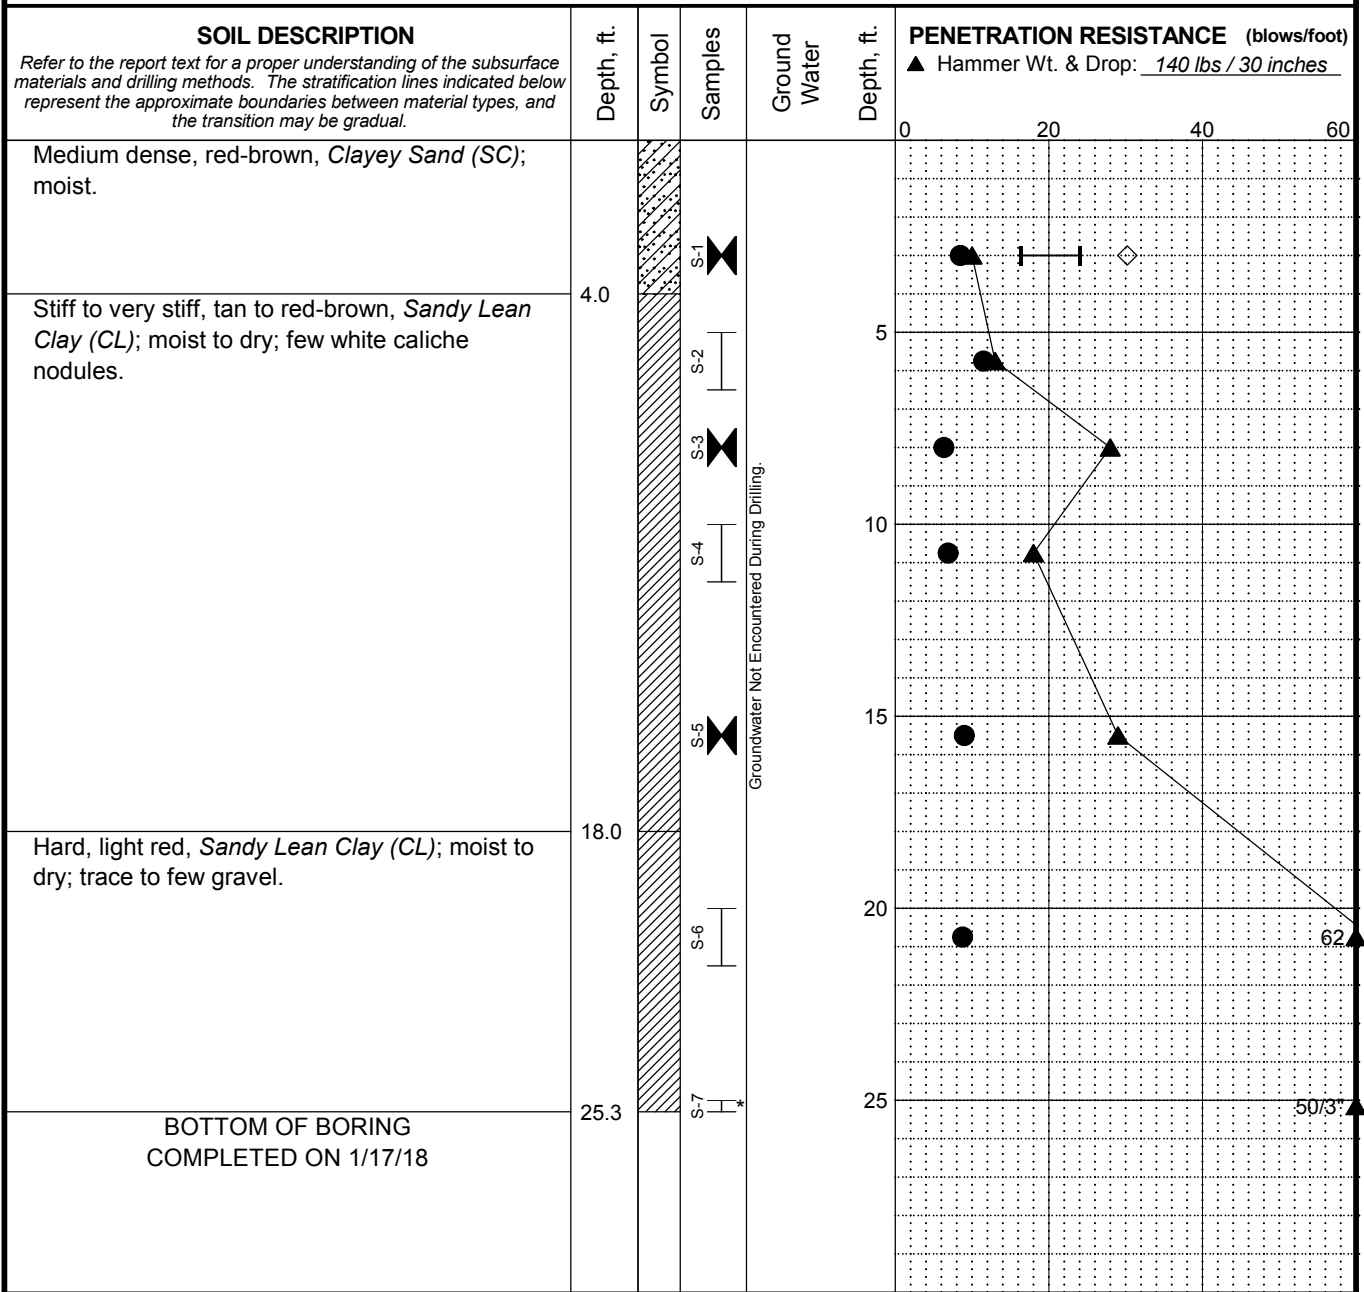 SOIL DESCRIPTION
Refer to the report text for a proper understanding of the subsurface
materials and drilling methods. The stratification lines indicated below
represent the approximate boundaries between material types, and
the transition may be gradual.
Depth, ft.
Symbol
Samples
Ground
Water
Depth, ft.
PENETRATION RESISTANCE (blows/foot)
▲ Hammer Wt. & Drop: 140 lbs / 30 inches
0 20 40 60
Medium dense, red-brown, Clayey Sand (SC);
moist.
S-1
4.0
Stiff to very stiff, tan to red-brown, Sandy Lean
Clay (CL); moist to dry; few white caliche
nodules.
5
S-2
S-3
Groundwater Not Encountered During Drilling.
10
S-4
15
S-5
18.0
Hard, light red, Sandy Lean Clay (CL); moist to
dry; trace to few gravel.
20
S-6
62
25
S-7
*
50/3"
25.3
BOTTOM OF BORING
COMPLETED ON 1/17/18